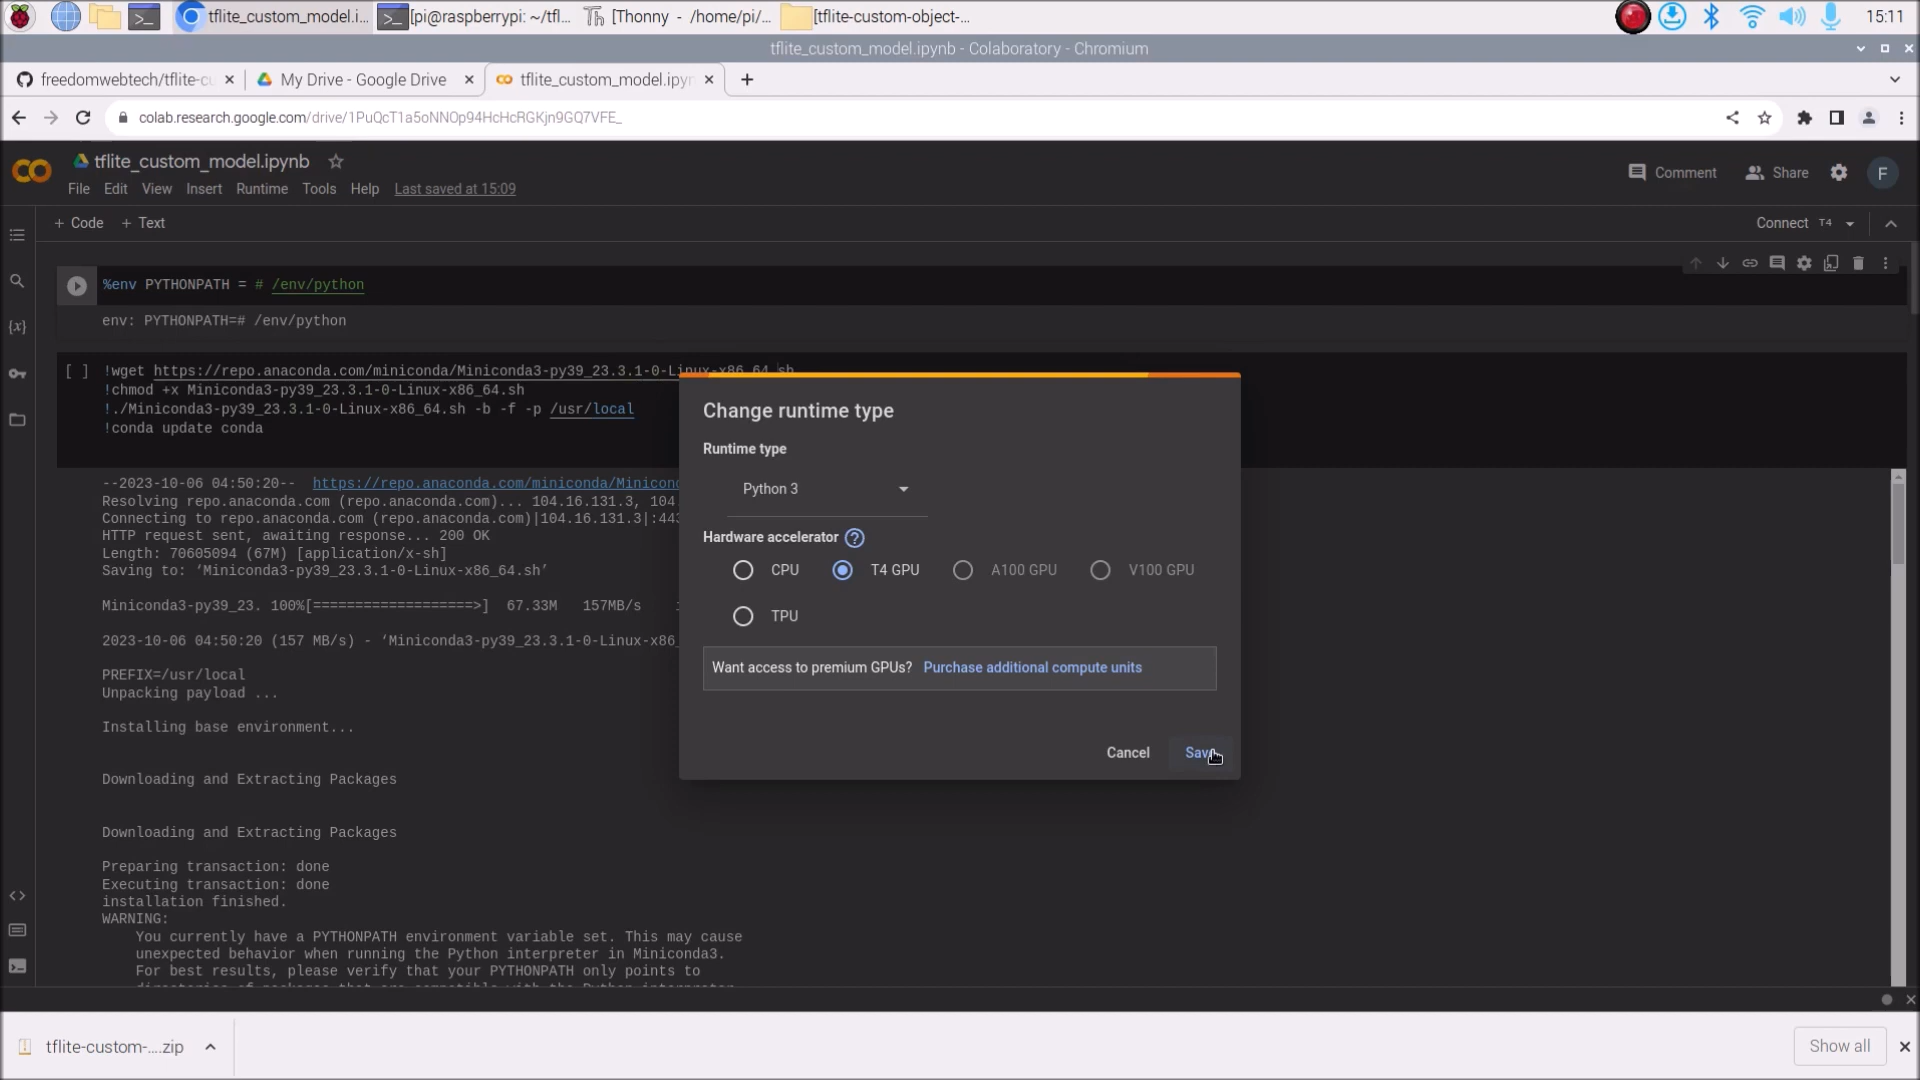 tflite_custom_model.i...
[pi@raspberrypi: ~/tfl...
[Thonny - /home/pi/...
[tflite-custom-object-...
15:11
tflite_custom_model.ipynb - Colaboratory - Chromium
freedomwebtech/tflite-cu
My Drive - Google Drive
tflite_custom_model.ipyn
colab.research.google.com/drive/1PuQcT1a5oNNOp94HcHcRGKjn9GQ7VFE_
tflite_custom_model.ipynb
Comment
Share
F
File Edit View Insert Runtime Tools Help Last saved at 15:09
+ Code + Text
Connect T4
%env PYTHONPATH = # /env/python
env: PYTHONPATH=# /env/python
[ ] !wget https://repo.anaconda.com/miniconda/Miniconda3-py39_23.3.1-0-Linux-x86_64.sh
!chmod +x Miniconda3-py39_23.3.1-0-Linux-x86_64.sh
!./Miniconda3-py39_23.3.1-0-Linux-x86_64.sh -b -f -p /usr/local
!conda update conda
--2023-10-06 04:50:20-- https://repo.anaconda.com/miniconda/Minicond
Resolving repo.anaconda.com (repo.anaconda.com)... 104.16.131.3, 104
Connecting to repo.anaconda.com (repo.anaconda.com)|104.16.131.3|:443
HTTP request sent, awaiting response... 200 OK
Length: 70605094 (67M) [application/x-sh]
Saving to: ‘Miniconda3-py39_23.3.1-0-Linux-x86_64.sh’
Miniconda3-py39_23. 100%[===================>] 67.33M 157MB/s
2023-10-06 04:50:20 (157 MB/s) - ‘Miniconda3-py39_23.3.1-0-Linux-x86_
PREFIX=/usr/local
Unpacking payload ...
Installing base environment...
Downloading and Extracting Packages
Downloading and Extracting Packages
Preparing transaction: done
Executing transaction: done
installation finished.
WARNING:
You currently have a PYTHONPATH environment variable set. This may cause
unexpected behavior when running the Python interpreter in Miniconda3.
For best results, please verify that your PYTHONPATH only points to
directories of packages that are compatible with the Python interpreter
Change runtime type
Runtime type
Python 3
Hardware accelerator ?
CPU T4 GPU A100 GPU V100 GPU
TPU
Want access to premium GPUs? Purchase additional compute units
Cancel Save
tflite-custom-....zip
Show all